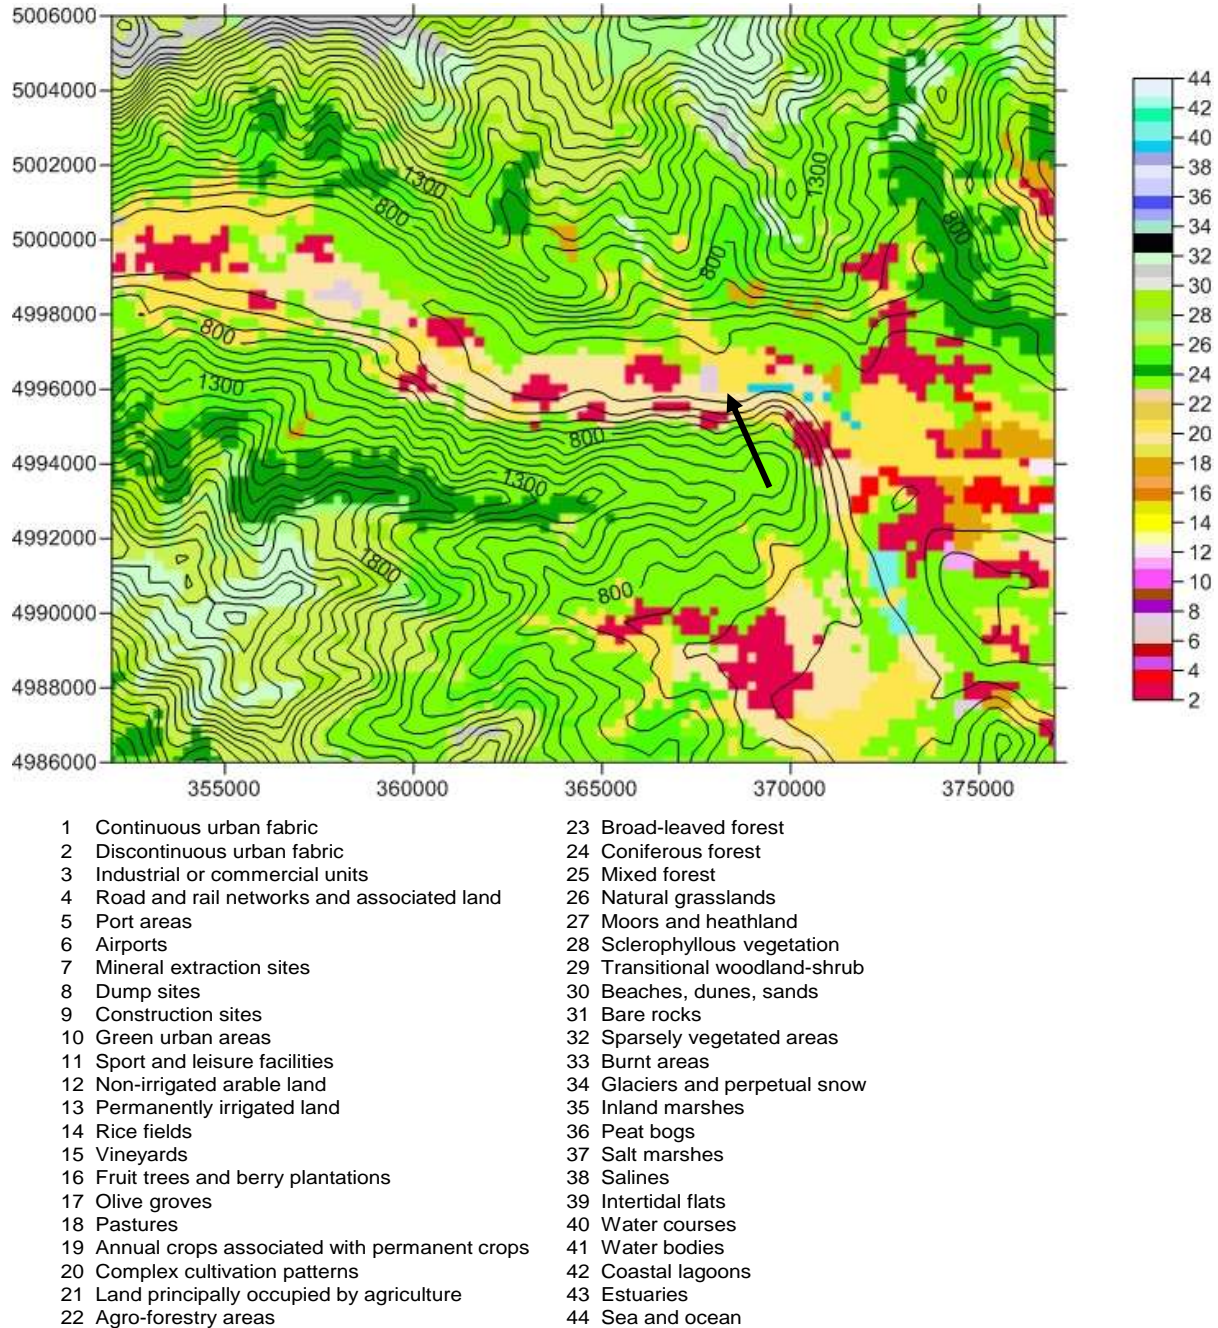 5006000
5004000
5002000
5000000
4998000
4996000
4994000
4992000
4990000
4988000
4986000
355000 360000 365000 370000 375000
1300
800
1300
800
800
800
1300
800
1300
1800
800
44
42
40
38
36
34
32
30
28
26
24
22
20
18
16
14
12
10
8
6
4
2
1 Continuous urban fabric
2 Discontinuous urban fabric
3 Industrial or commercial units
4 Road and rail networks and associated land
5 Port areas
6 Airports
7 Mineral extraction sites
8 Dump sites
9 Construction sites
10 Green urban areas
11 Sport and leisure facilities
12 Non-irrigated arable land
13 Permanently irrigated land
14 Rice fields
15 Vineyards
16 Fruit trees and berry plantations
17 Olive groves
18 Pastures
19 Annual crops associated with permanent crops
20 Complex cultivation patterns
21 Land principally occupied by agriculture
22 Agro-forestry areas
23 Broad-leaved forest
24 Coniferous forest
25 Mixed forest
26 Natural grasslands
27 Moors and heathland
28 Sclerophyllous vegetation
29 Transitional woodland-shrub
30 Beaches, dunes, sands
31 Bare rocks
32 Sparsely vegetated areas
33 Burnt areas
34 Glaciers and perpetual snow
35 Inland marshes
36 Peat bogs
37 Salt marshes
38 Salines
39 Intertidal flats
40 Water courses
41 Water bodies
42 Coastal lagoons
43 Estuaries
44 Sea and ocean